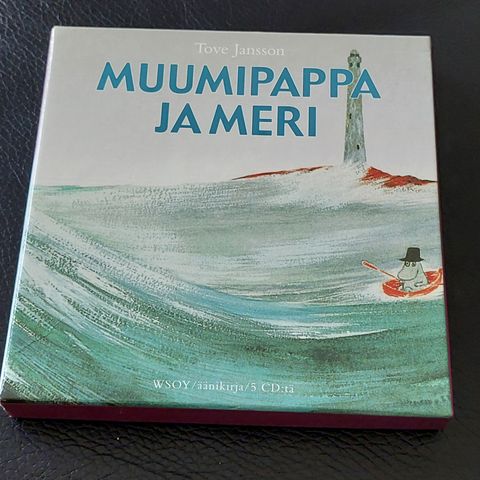 Tove Jansson
MUUMIPAPPA
JA MERI
WSOY/äänikirja/5 CD:tä